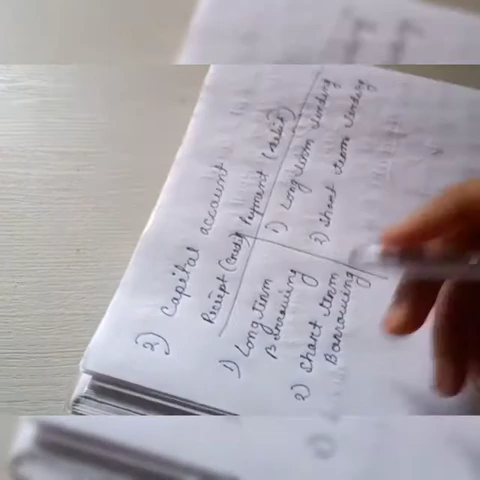 2) Capital account
Receipt (Credit) Payment (Debit)
1) Long term Borrowing
1) Long term lending
2) Short term Barrowing
2) Short term lending